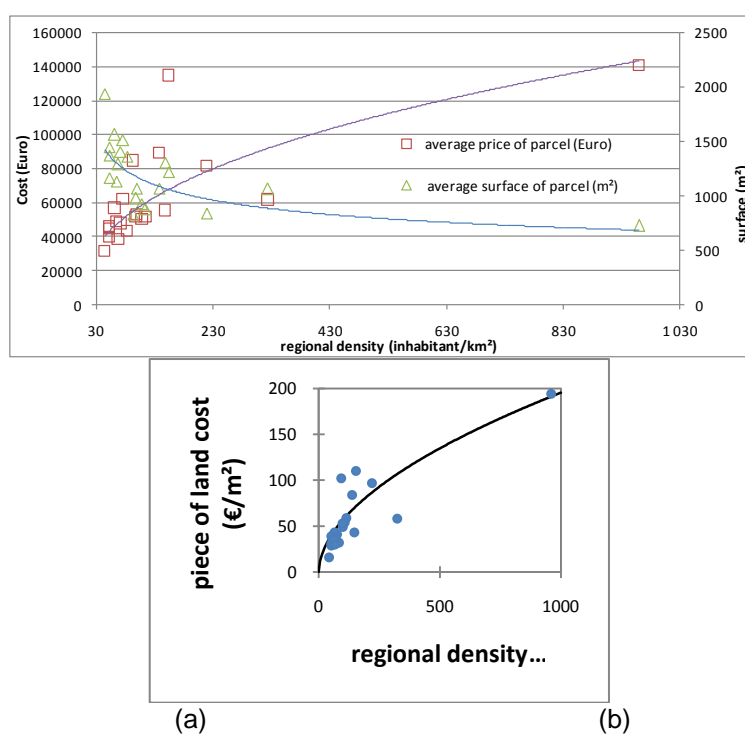 160000
140000
120000
100000
80000
60000
40000
20000
0
Cost (Euro)
2500
2000
1500
1000
500
0
surface (m²)
average price of parcel (Euro)
average surface of parcel (m²)
30 230 430 630 830 1 030
regional density (inhabitant/km²)
200
150
100
50
0
piece of land cost
(€/m²)
0 500 1000
regional density...
(a) (b)